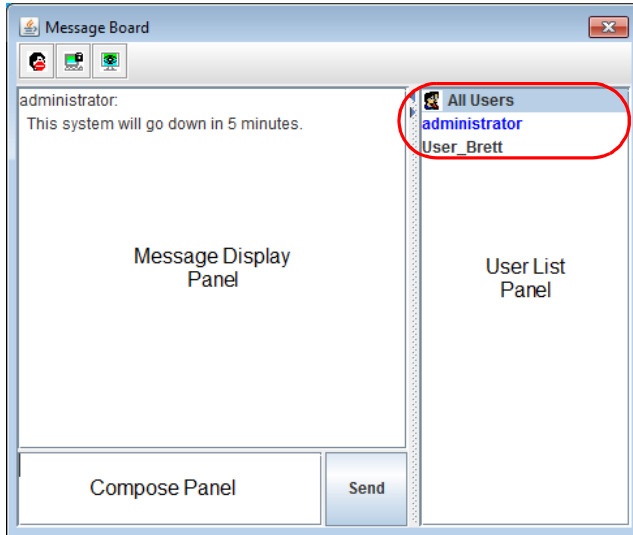 Message Board
administrator:
This system will go down in 5 minutes.
Message Display
Panel
Compose Panel
Send
All Users
administrator
User_Brett
User List
Panel